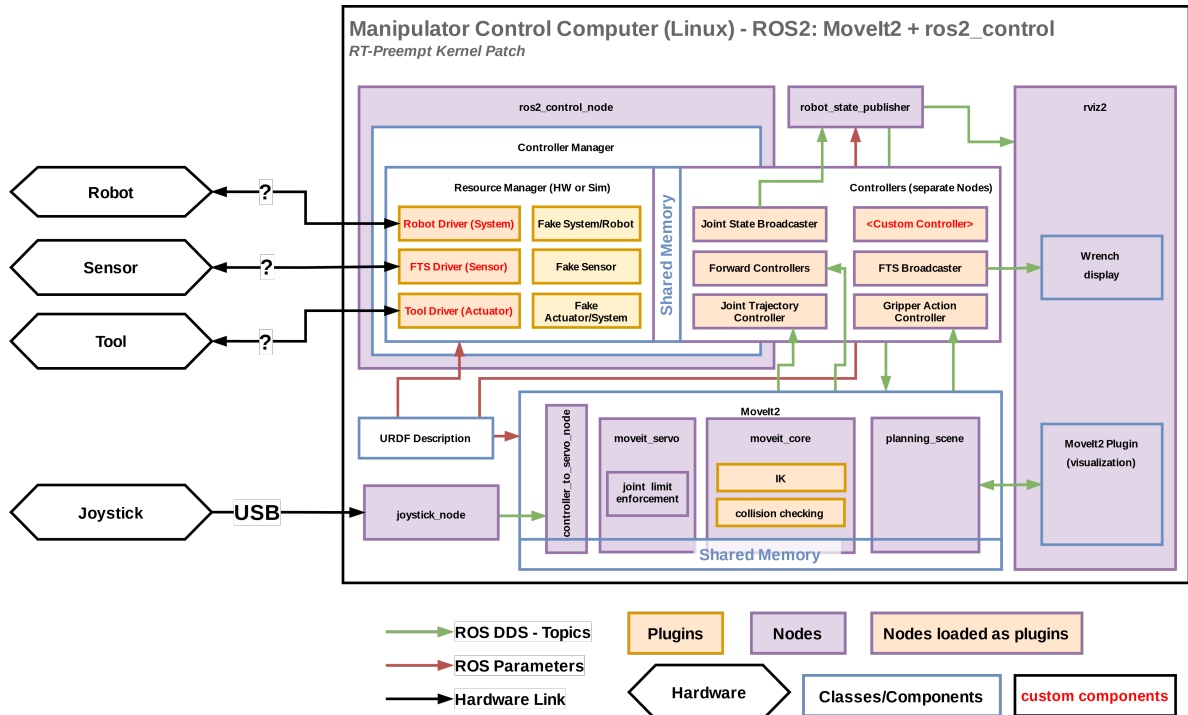 Manipulator Control Computer (Linux) - ROS2: MoveIt2 + ros2_control
RT-Preempt Kernel Patch
ros2_control_node
robot_state_publisher
rviz2
Controller Manager
Resource Manager (HW or Sim)
Shared Memory
Controllers (separate Nodes)
Robot
?
Robot Driver (System)
Fake System/Robot
Joint State Broadcaster
<Custom Controller>
Sensor
?
FTS Driver (Sensor)
Fake Sensor
Forward Controllers
FTS Broadcaster
Wrench
display
Tool
?
Tool Driver (Actuator)
Fake
Actuator/System
Joint Trajectory
Controller
Gripper Action
Controller
URDF Description
MoveIt2
controller_to_servo_node
moveit_servo
joint limit
enforcement
moveit_core
IK
collision checking
planning_scene
MoveIt2 Plugin
(visualization)
Joystick
USB
joystick_node
Shared Memory
ROS DDS - Topics
ROS Parameters
Hardware Link
Plugins
Nodes
Nodes loaded as plugins
Hardware
Classes/Components
custom components